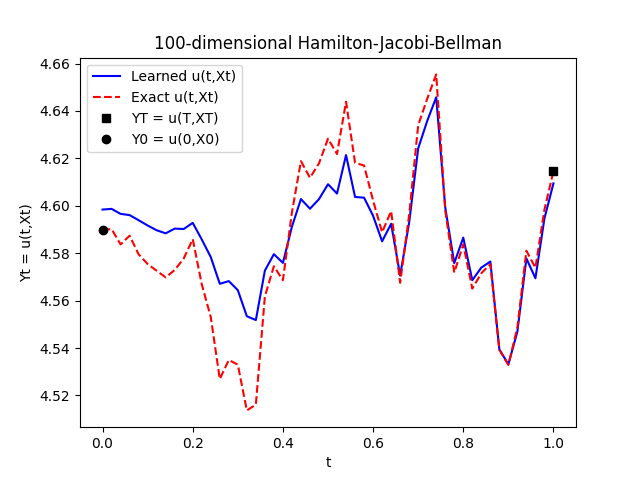 100-dimensional Hamilton-Jacobi-Bellman
Learned u(t,Xt)
Exact u(t,Xt)
YT = u(T,XT)
Y0 = u(0,X0)
Yt = u(t,Xt)
4.66
4.64
4.62
4.60
4.58
4.56
4.54
4.52
0.0 0.2 0.4 0.6 0.8 1.0
t